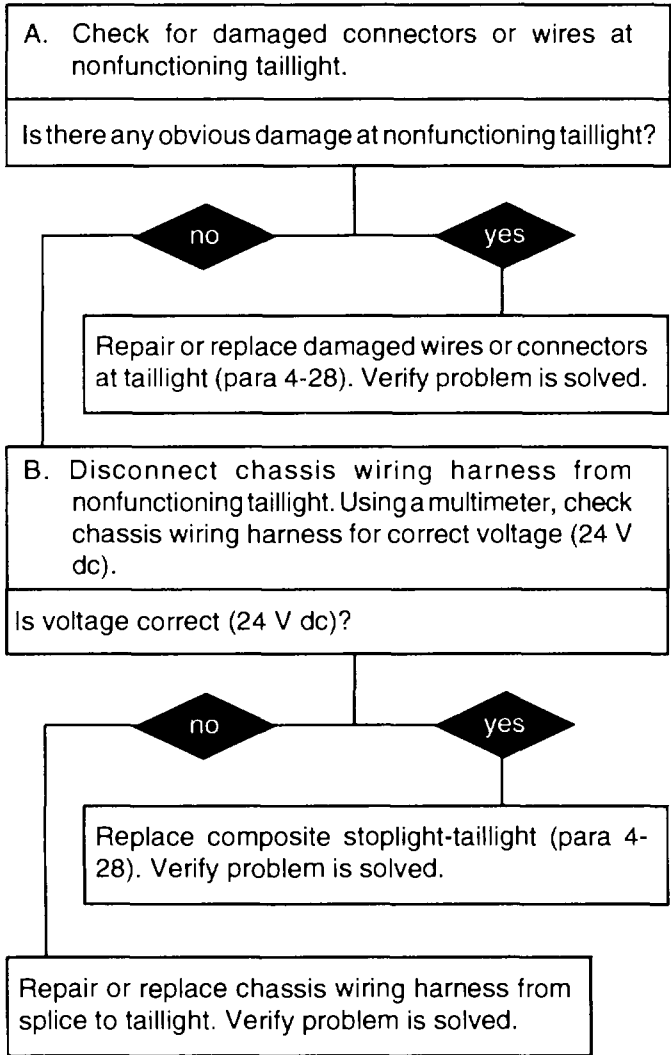 A. Check for damaged connectors or wires at
nonfunctioning taillight.
Is there any obvious damage at nonfunctioning taillight?
no
yes
Repair or replace damaged wires or connectors
at taillight (para 4-28). Verify problem is solved.
B. Disconnect chassis wiring harness from
nonfunctioning taillight. Using a multimeter, check
chassis wiring harness for correct voltage (24 V
dc).
Is voltage correct (24 V dc)?
no
yes
Replace composite stoplight-taillight (para 4-
28). Verify problem is solved.
Repair or replace chassis wiring harness from
splice to taillight. Verify problem is solved.